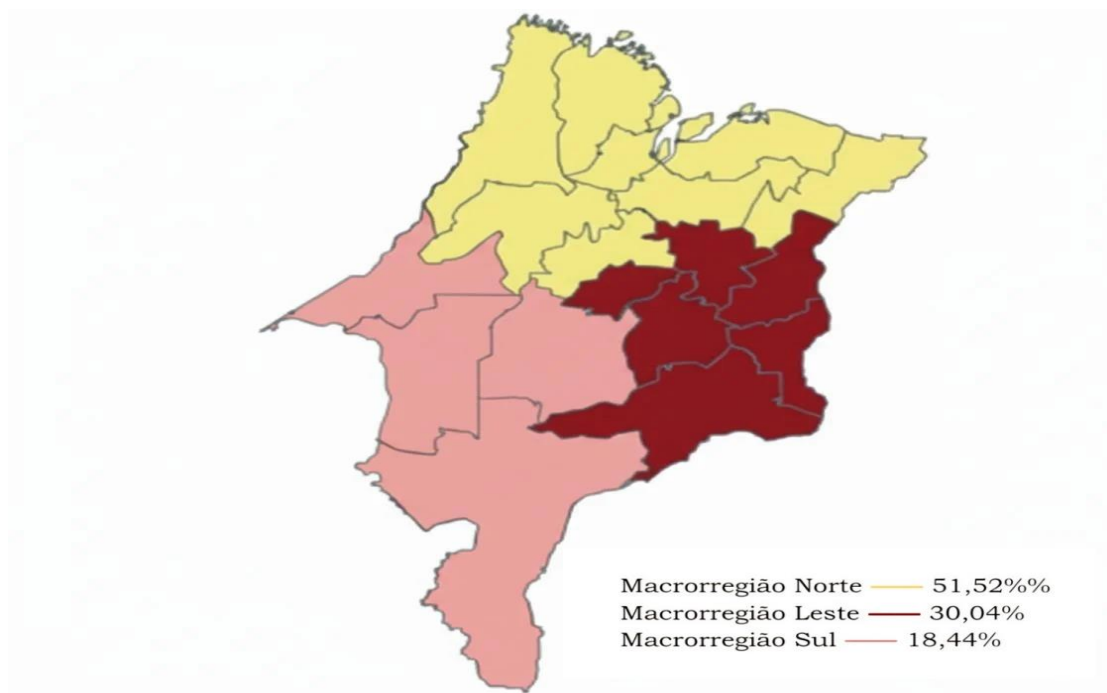 Macrorregião Norte 51,52%%
Macrorregião Leste 30,04%
Macrorregião Sul 18,44%